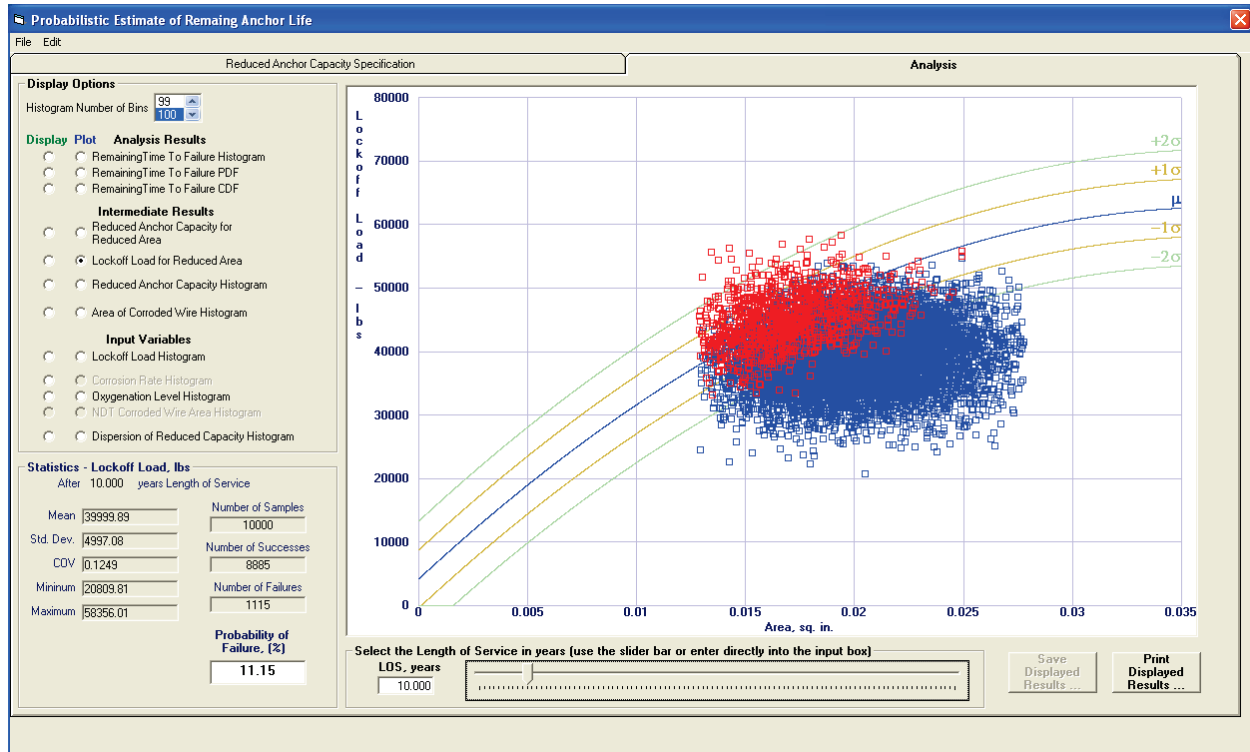 Probabilistic Estimate of Remaing Anchor Life
File Edit
Reduced Anchor Capacity Specification
Analysis
Display Options
Histogram Number of Bins
99
100
Display Plot Analysis Results
RemainingTime To Failure Histogram
RemainingTime To Failure PDF
RemainingTime To Failure CDF
Intermediate Results
Reduced Anchor Capacity for
Reduced Area
Lockoff Load for Reduced Area
Reduced Anchor Capacity Histogram
Area of Corroded Wire Histogram
Input Variables
Lockoff Load Histogram
Corrosion Rate Histogram
Oxygenation Level Histogram
NDT Corroded Wire Area Histogram
Dispersion of Reduced Capacity Histogram
Statistics - Lockoff Load, lbs
After 10.000 years Length of Service
Mean 39999.89
Std. Dev. 4997.08
COV 0.1249
Mininum 20809.81
Maximum 58356.01
Number of Samples
10000
Number of Successes
8885
Number of Failures
1115
Probability of
Failure, (%)
11.15
Lockoff Load – lbs
80000
70000
60000
50000
40000
30000
20000
10000
0
+2σ
+1σ
μ
−1σ
−2σ
0 0.005 0.01 0.015 0.02 0.025 0.03 0.035
Area, sq. in.
Select the Length of Service in years (use the slider bar or enter directly into the input box)
LOS, years
10.000
Save
Displayed
Results ...
Print
Displayed
Results ...